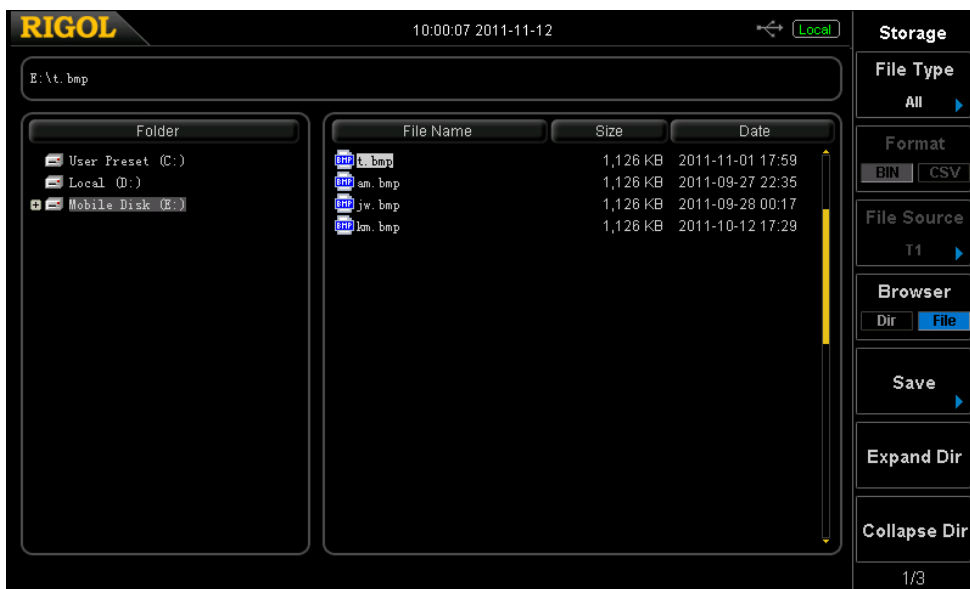 RIGOL
10:00:07 2011-11-12
Local
E:\t.bmp
Folder
User Preset (C:)
Local (D:)
Mobile Disk (E:)
File Name Size Date
BMP t.bmp 1,126 KB 2011-11-01 17:59
BMP am.bmp 1,126 KB 2011-09-27 22:35
BMP jw.bmp 1,126 KB 2011-09-28 00:17
BMP km.bmp 1,126 KB 2011-10-12 17:29
Storage
File Type
All
Format
BIN CSV
File Source
T1
Browser
Dir File
Save
Expand Dir
Collapse Dir
1/3